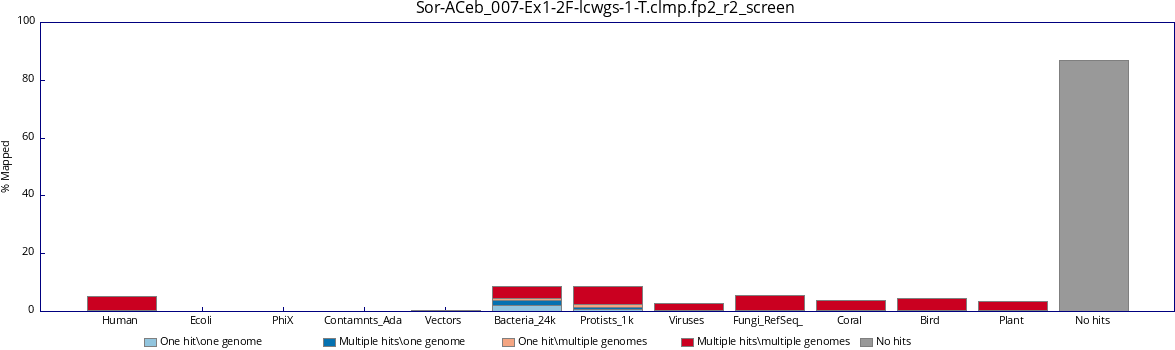 Sor-ACeb_007-Ex1-2F-lcwgs-1-T.clmp.fp2_r2_screen
100
80
60
40
20
0
% Mapped
Human Ecoli PhiX Contamnts_Ada Vectors Bacteria_24k Protists_1k Viruses Fungi_RefSeq_ Coral Bird Plant No hits
One hit\one genome Multiple hits\one genome One hit\multiple genomes Multiple hits\multiple genomes No hits